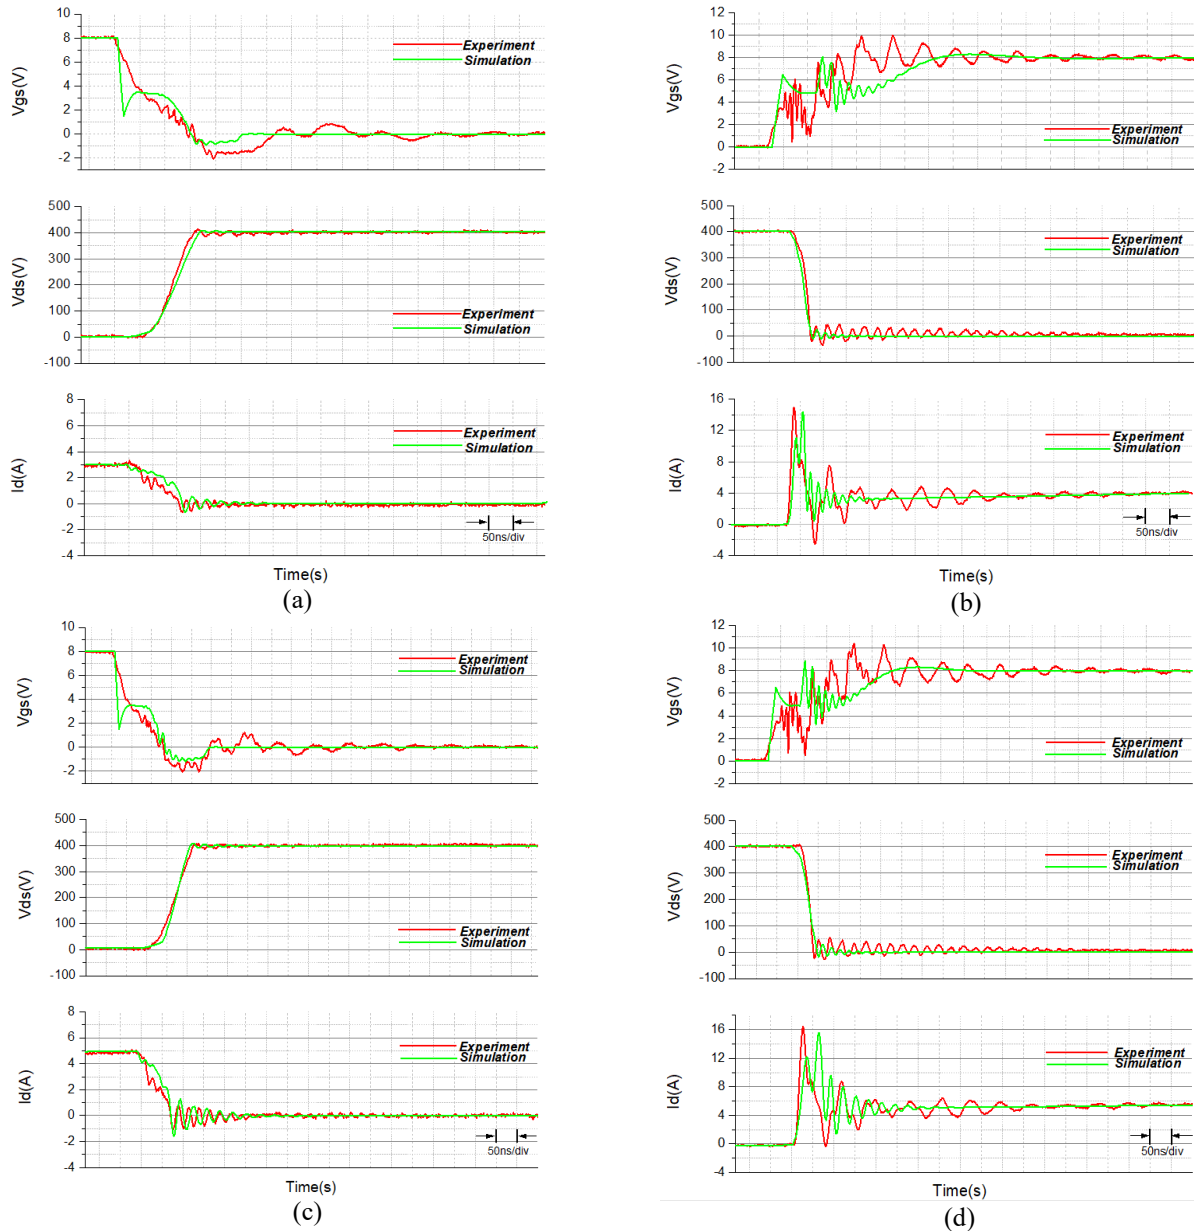 10
8
6
4
2
0
-2
Vgs(V)
Experiment
Simulation
500
400
300
200
100
0
-100
Vds(V)
Experiment
Simulation
8
6
4
2
0
-2
-4
Id(A)
Experiment
Simulation
50ns/div
Time(s)
(a)
12
10
8
6
4
2
0
-2
Vgs(V)
Experiment
Simulation
Experiment
Simulation
500
400
300
200
100
0
-100
Vds(V)
Experiment
Simulation
16
12
8
4
0
-4
Id(A)
Experiment
Simulation
50ns/div
Time(s)
(b)
10
8
6
4
2
0
-2
Vgs(V)
Experiment
Simulation
500
400
300
200
100
0
-100
Vds(V)
Experiment
Simulation
8
6
4
2
0
-2
-4
Id(A)
Experiment
Simulation
50ns/div
Time(s)
(c)
12
10
8
6
4
2
0
-2
Vgs(V)
Experiment
Simulation
Experiment
Simulation
500
400
300
200
100
0
-100
Vds(V)
Experiment
Simulation
16
12
8
4
0
-4
Id(A)
Experiment
Simulation
50ns/div
Time(s)
(d)